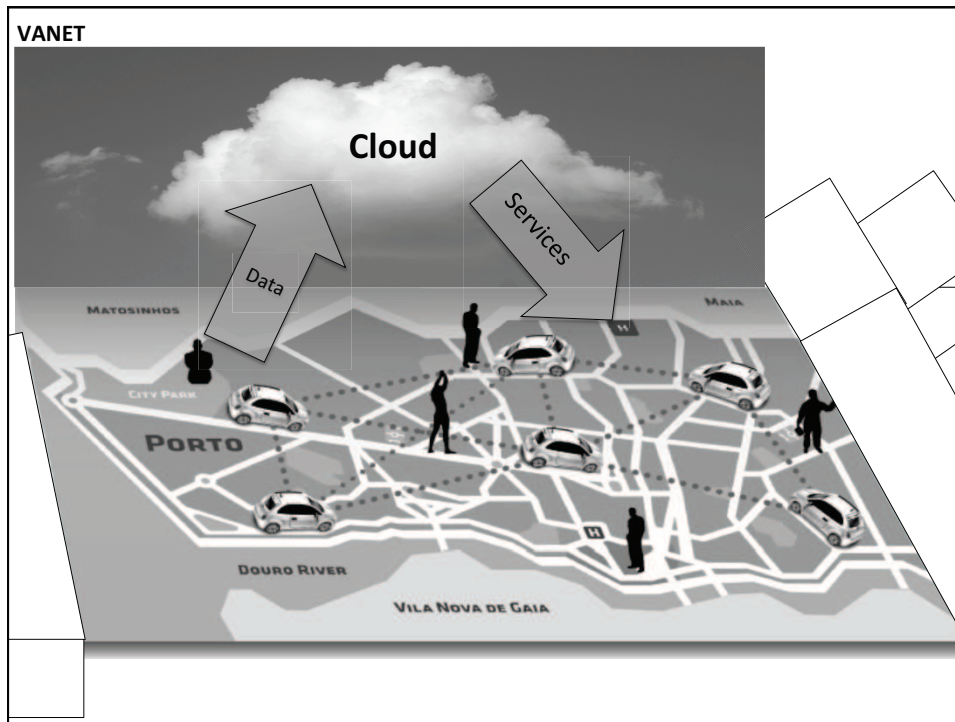 VANET
Cloud
Data
Services
MATOSINHOS
MAIA
H
CITY PARK
PORTO
H
DOURO RIVER
VILA NOVA DE GAIA